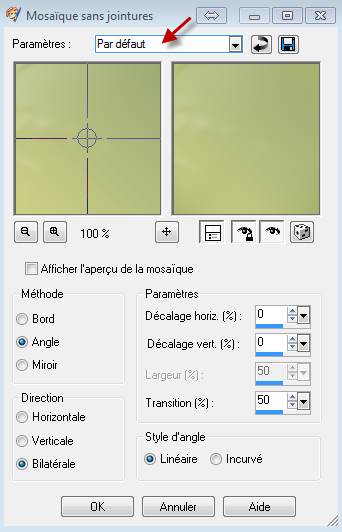 Mosaïque sans jointures
Paramètres : Par défaut
100 %
Afficher l'aperçu de la mosaïque
Méthode
Bord
Angle
Miroir
Direction
Horizontale
Verticale
Bilatérale
Paramètres
Décalage horiz. (%) : 0
Décalage vert. (%) : 0
Largeur (%) : 50
Transition (%) : 50
Style d'angle
Linéaire Incurvé
OK Annuler Aide